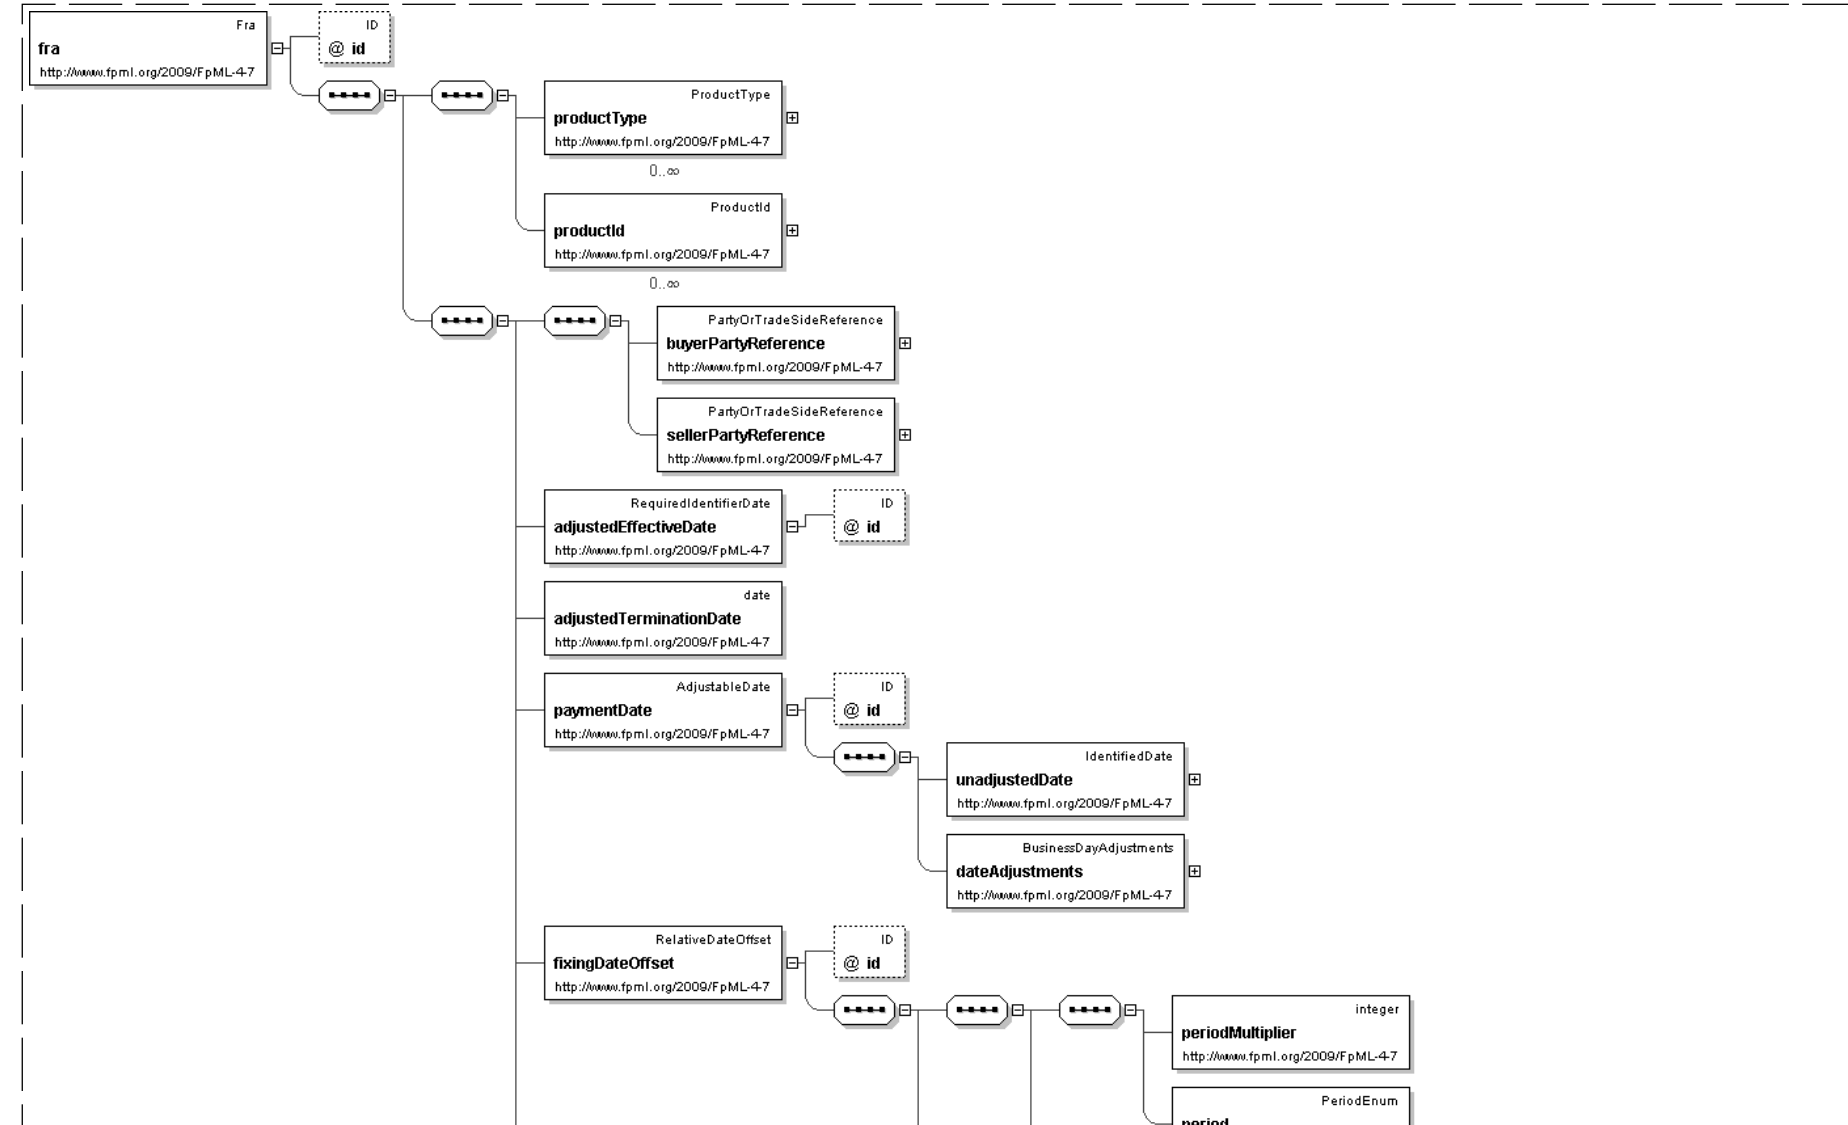 Fra
fra
http://www.fpml.org/2009/FpML-4-7
ID
@ id
ProductType
productType
http://www.fpml.org/2009/FpML-4-7
0..∞
ProductId
productId
http://www.fpml.org/2009/FpML-4-7
0..∞
PartyOrTradeSideReference
buyerPartyReference
http://www.fpml.org/2009/FpML-4-7
PartyOrTradeSideReference
sellerPartyReference
http://www.fpml.org/2009/FpML-4-7
RequiredIdentifierDate
adjustedEffectiveDate
http://www.fpml.org/2009/FpML-4-7
ID
@ id
date
adjustedTerminationDate
http://www.fpml.org/2009/FpML-4-7
AdjustableDate
paymentDate
http://www.fpml.org/2009/FpML-4-7
ID
@ id
IdentifiedDate
unadjustedDate
http://www.fpml.org/2009/FpML-4-7
BusinessDayAdjustments
dateAdjustments
http://www.fpml.org/2009/FpML-4-7
RelativeDateOffset
fixingDateOffset
http://www.fpml.org/2009/FpML-4-7
ID
@ id
integer
periodMultiplier
http://www.fpml.org/2009/FpML-4-7
PeriodEnum
period